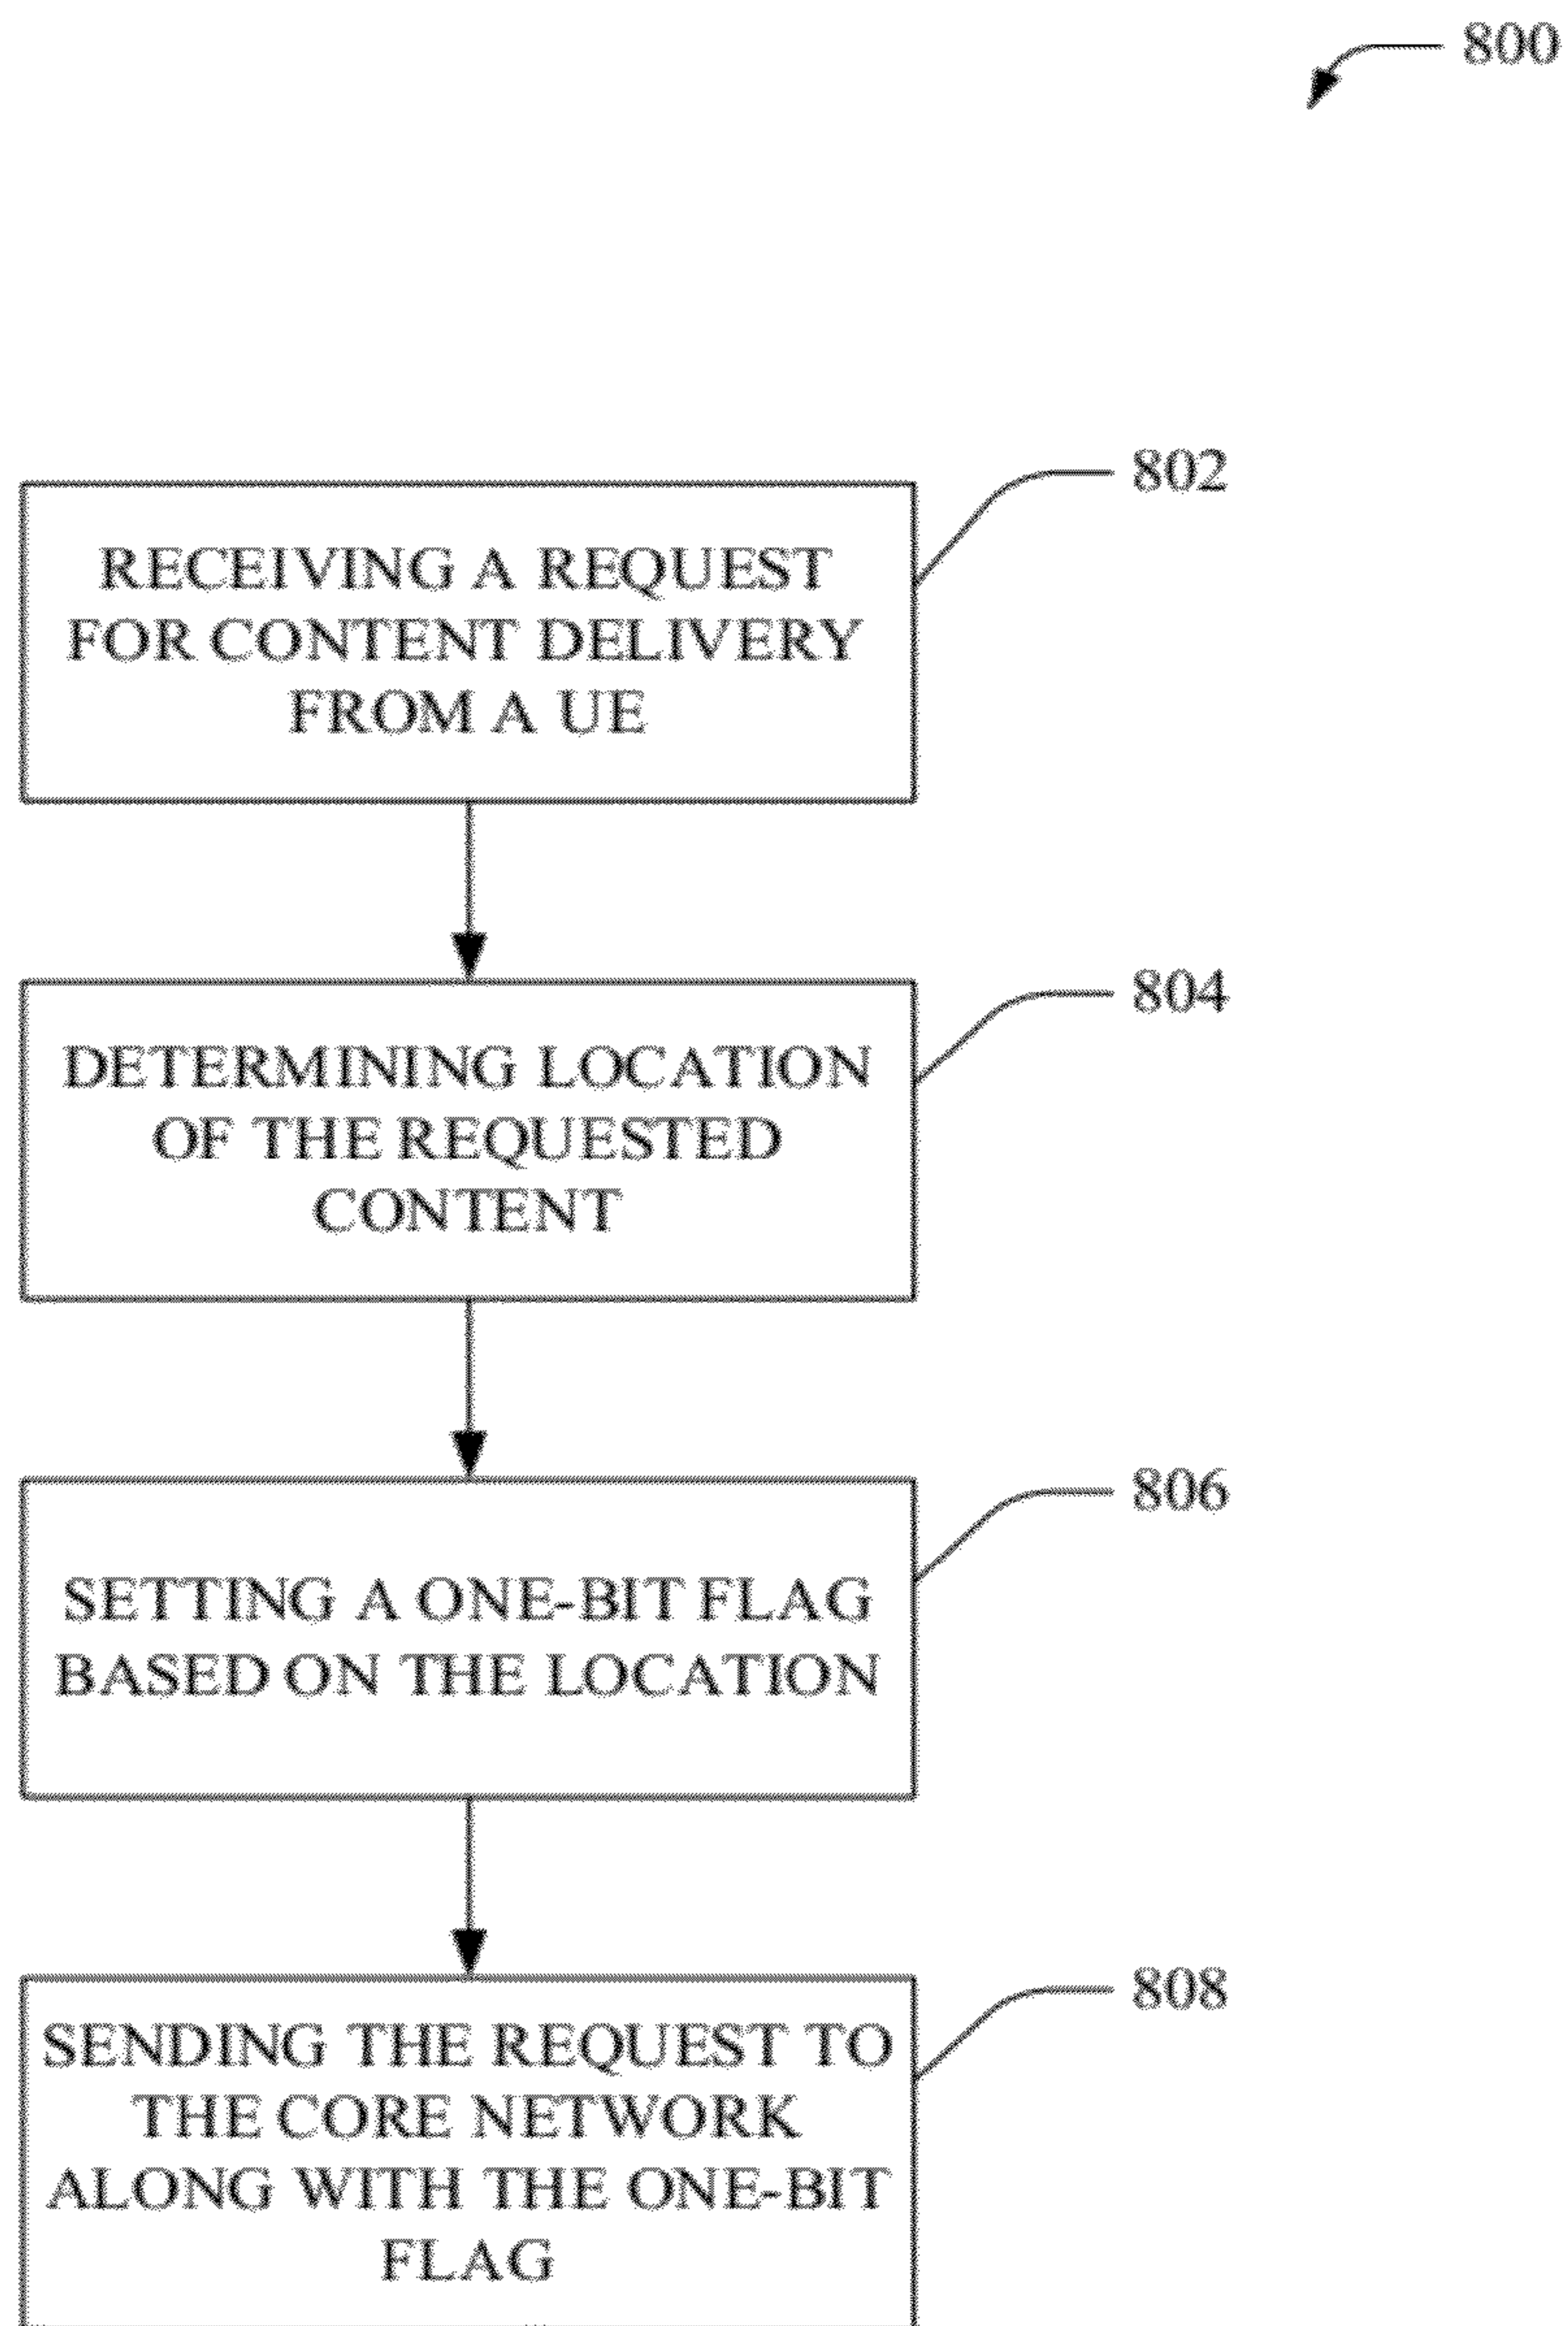 800
802
RECEIVING A REQUEST
FOR CONTENT DELIVERY
FROM A UE
804
DETERMINING LOCATION
OF THE REQUESTED
CONTENT
806
SETTING A ONE-BIT FLAG
BASED ON THE LOCATION
808
SENDING THE REQUEST TO
THE CORE NETWORK
ALONG WITH THE ONE-BIT
FLAG